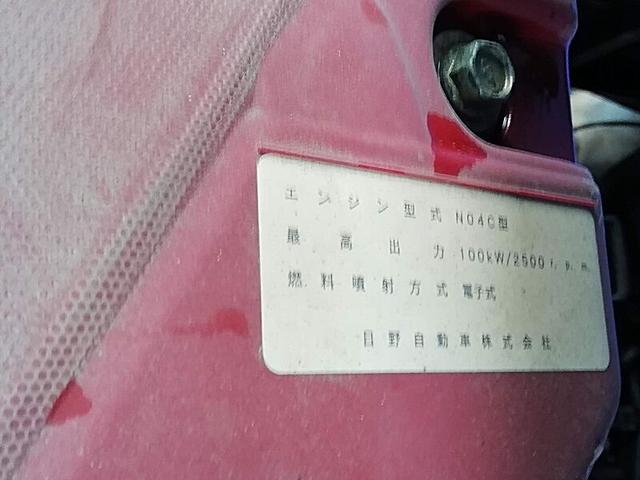 エンジン型式 N04C型
最高出力 100kW/2500r.p.m.
燃料噴射方式 電子式
日野自動車株式会社